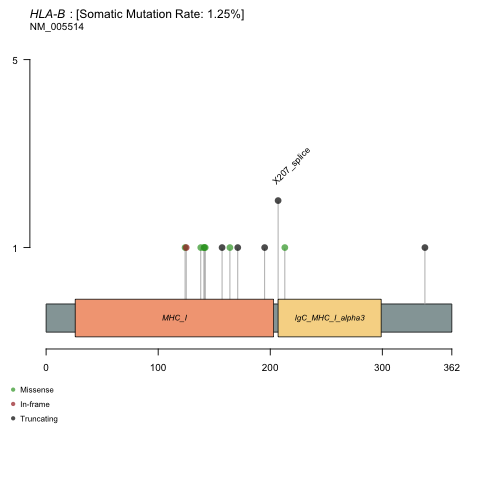 HLA-B : [Somatic Mutation Rate: 1.25%]
NM_005514
5
X207_splice
1
MHC_I
IgC_MHC_I_alpha3
0 100 200 300 362
Missense
In-frame
Truncating